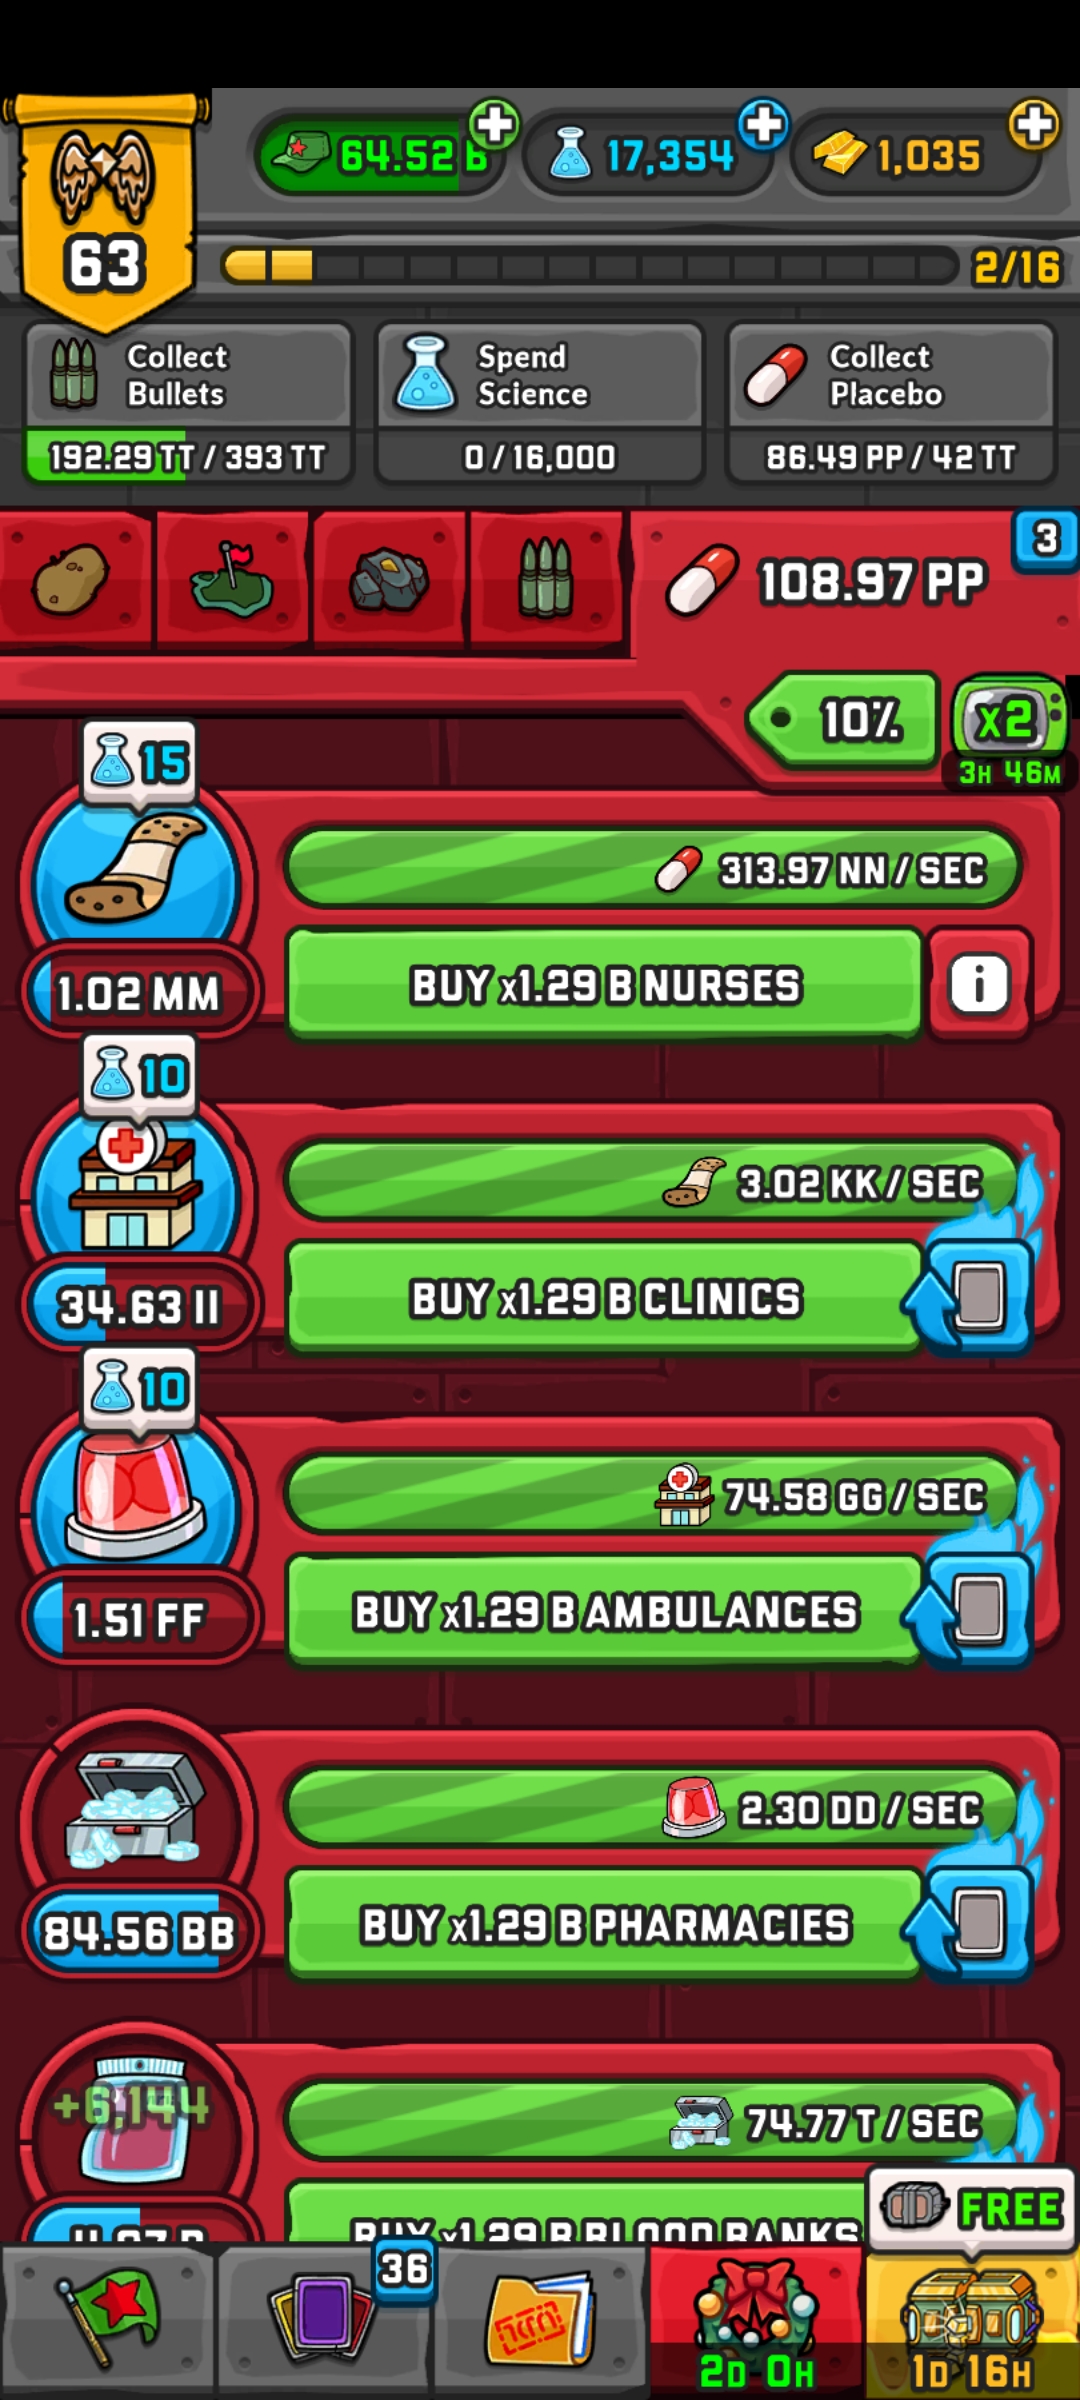 64.52 B
17,354
1,035
63
2/16
Collect
Bullets
Spend
Science
Collect
Placebo
192.29 TT / 393 TT
0 / 16,000
86.49 PP / 42 TT
108.97 PP
3
10%
x2
3H 46M
15
313.97 NN / SEC
1.02 MM
BUY x1.29 B NURSES
i
10
3.02 KK / SEC
34.63 II
BUY x1.29 B CLINICS
10
74.58 GG / SEC
1.51 FF
BUY x1.29 B AMBULANCES
2.30 DD / SEC
84.56 BB
BUY x1.29 B PHARMACIES
+6,144
74.77 T / SEC
BUY x1.29 B BLOOD BANKS
FREE
36
2D 0H
1D 16H